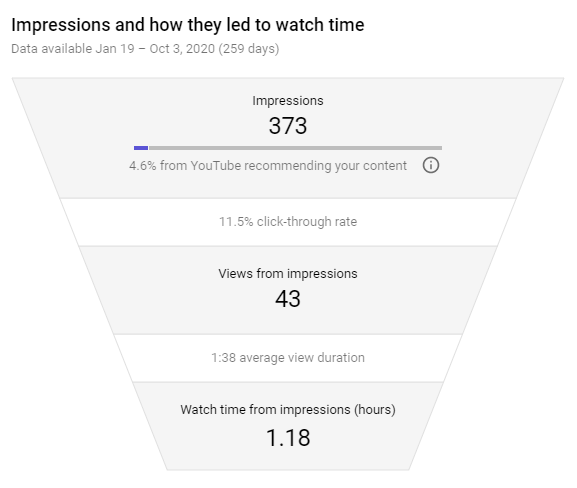 Impressions and how they led to watch time
Data available Jan 19 – Oct 3, 2020 (259 days)
Impressions
373
4.6% from YouTube recommending your content
11.5% click-through rate
Views from impressions
43
1:38 average view duration
Watch time from impressions (hours)
1.18